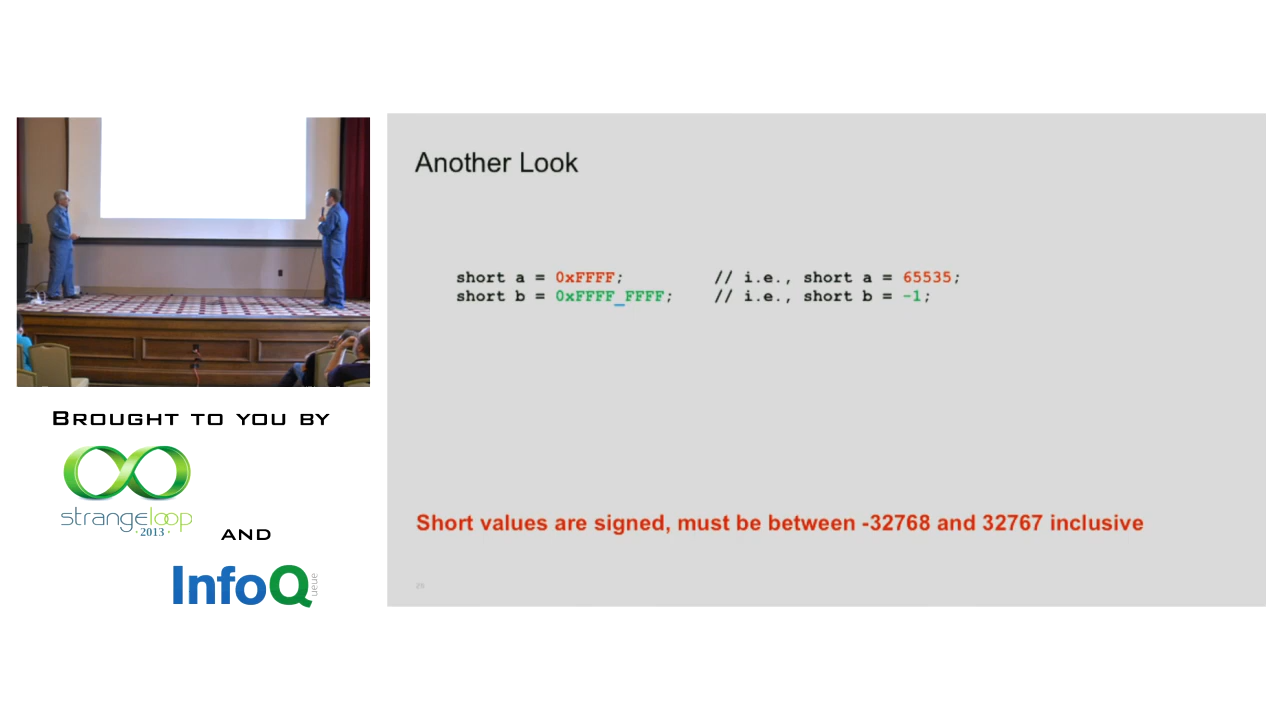 Another Look
short a = 0xFFFF; // i.e., short a = 65535;
short b = 0xFFFF_FFFF; // i.e., short b = -1;
Short values are signed, must be between -32768 and 32767 inclusive
BROUGHT TO YOU BY
strangeloop
· 2013 ·
AND
InfoQ
ueue